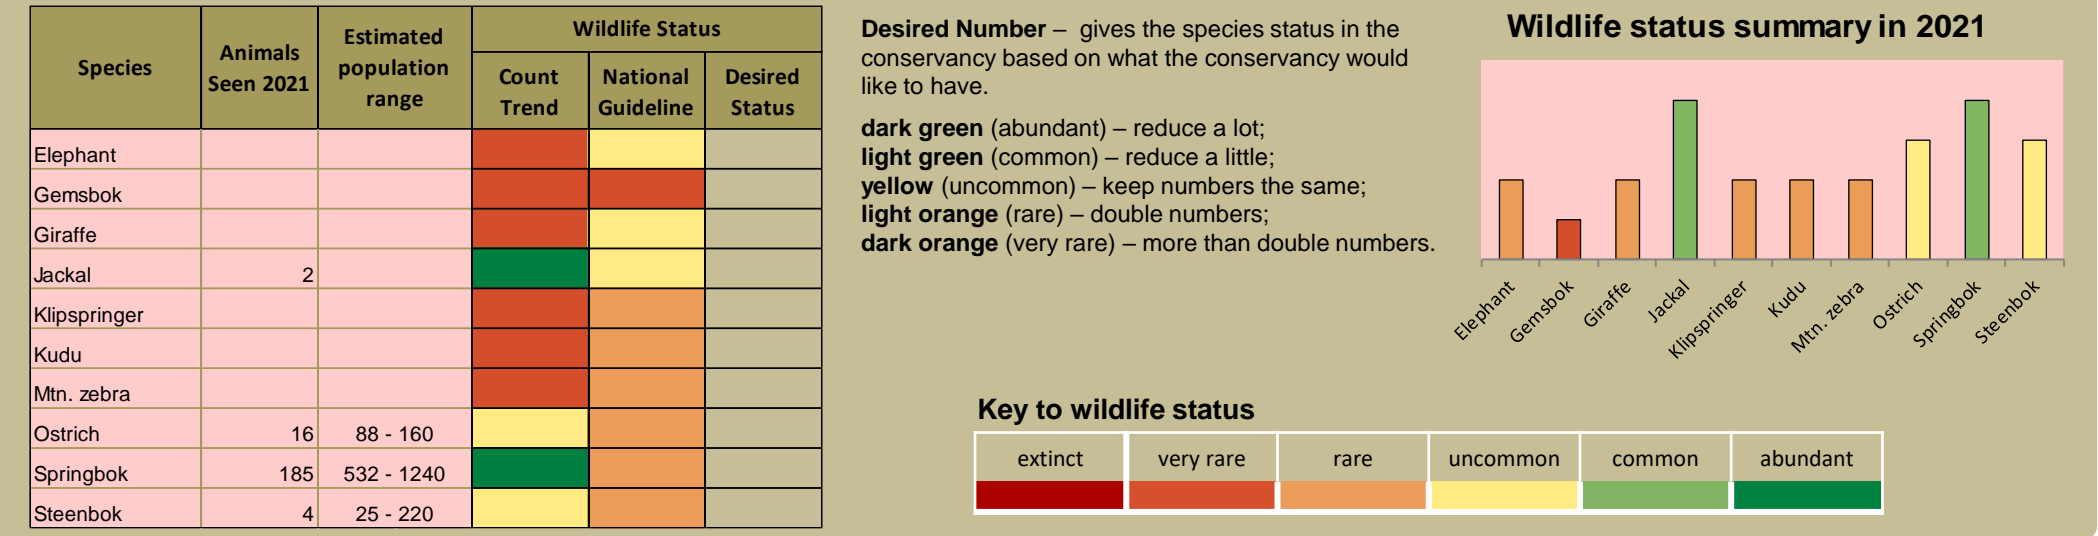 Species
Animals
Seen 2021
Estimated
population
range
Wildlife Status
Count
Trend
National
Guideline
Desired
Status
Elephant
Gemsbok
Giraffe
Jackal 2
Klipspringer
Kudu
Mtn. zebra
Ostrich 16 88 - 160
Springbok 185 532 - 1240
Steenbok 4 25 - 220
Desired Number – gives the species status in the
conservancy based on what the conservancy would
like to have.
dark green (abundant) – reduce a lot;
light green (common) – reduce a little;
yellow (uncommon) – keep numbers the same;
light orange (rare) – double numbers;
dark orange (very rare) – more than double numbers.
Wildlife status summary in 2021
Elephant
Gemsbok
Giraffe
Jackal
Klipspringer
Kudu
Mtn. zebra
Ostrich
Springbok
Steenbok
Key to wildlife status
extinct very rare rare uncommon common abundant